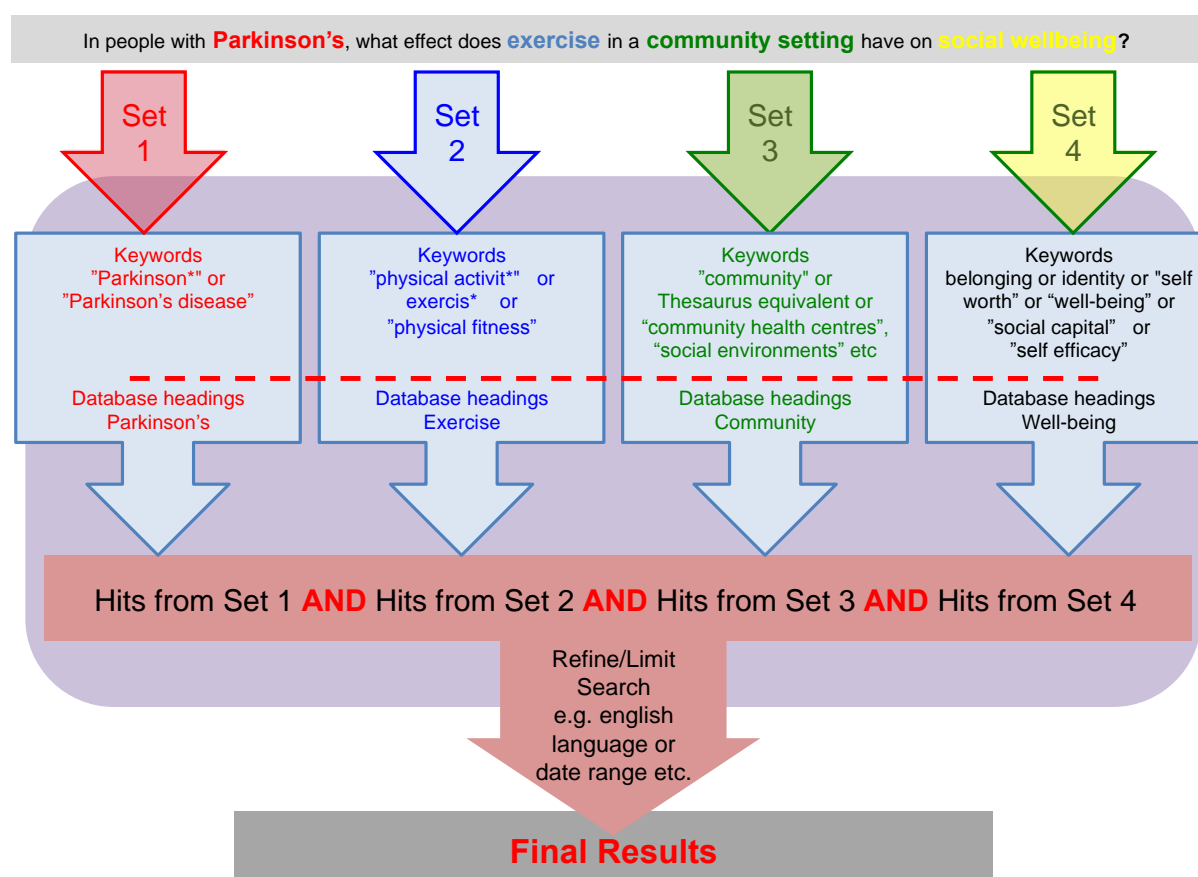 In people with Parkinson's, what effect does exercise in a community setting have on social wellbeing?
Set
1
Set
2
Set
3
Set
4
Keywords
”Parkinson*" or
”Parkinson’s disease”
Database headings
Parkinson’s
Keywords
”physical activit*" or
exercis* or
”physical fitness”
Database headings
Exercise
Keywords
”community" or
Thesaurus equivalent or
“community health centres”,
“social environments” etc
Database headings
Community
Keywords
belonging or identity or "self
worth” or “well-being” or
”social capital” or
”self efficacy”
Database headings
Well-being
Hits from Set 1 AND Hits from Set 2 AND Hits from Set 3 AND Hits from Set 4
Refine/Limit
Search
e.g. english
language or
date range etc.
Final Results